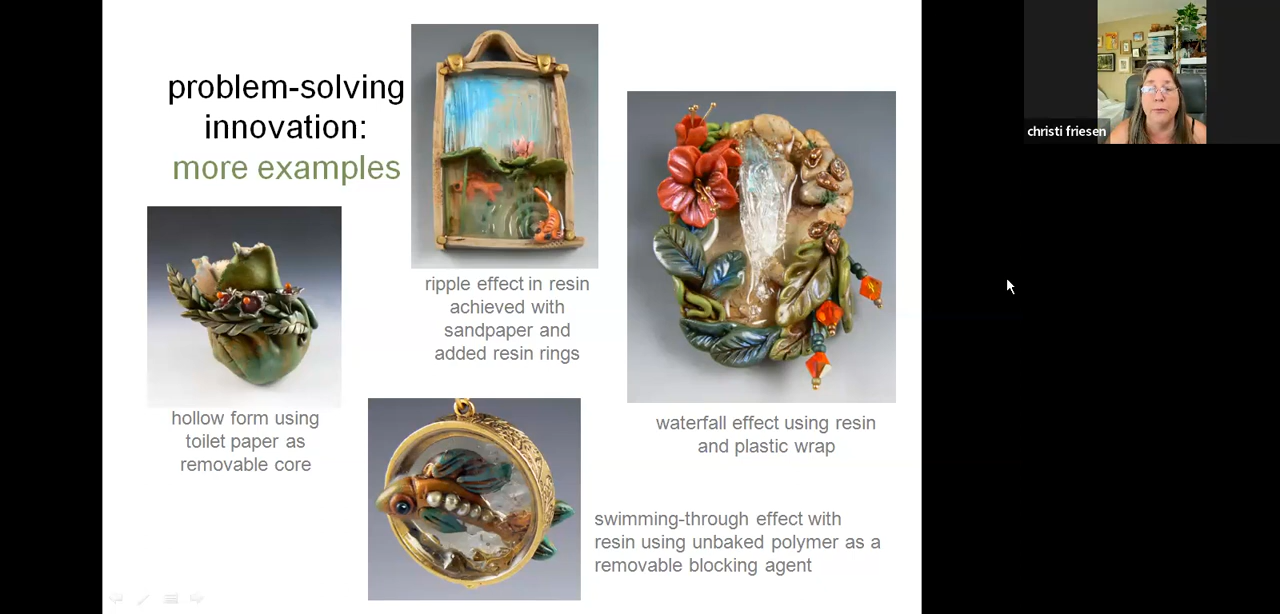 problem-solving
innovation:
more examples
ripple effect in resin
achieved with
sandpaper and
added resin rings
hollow form using
toilet paper as
removable core
waterfall effect using resin
and plastic wrap
swimming-through effect with
resin using unbaked polymer as a
removable blocking agent
christi friesen